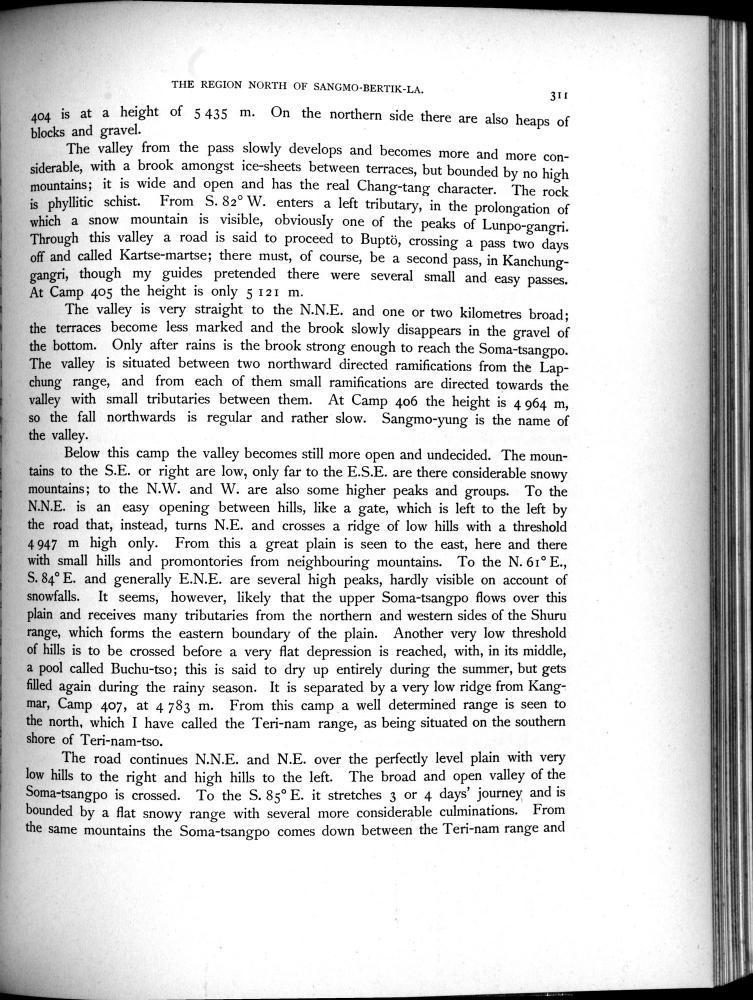 THE REGION NORTH OF SANGMO-BERTIK-LA.
311
404 is at a height of 5 435 m. On the northern side there are also heaps of
blocks and gravel.
The valley from the pass slowly develops and becomes more and more con-
siderable, with a brook amongst ice-sheets between terraces, but bounded by no high
mountains; it is wide and open and has the real Chang-tang character. The rock
is phyllitic schist. From S. 82° W. enters a left tributary, in the prolongation of
which a snow mountain is visible, obviously one of the peaks of Lunpo-gangri.
Through this valley a road is said to proceed to Buptö, crossing a pass two days
off and called Kartse-martse; there must, of course, be a second pass, in Kanchung-
gangri, though my guides pretended there were several small and easy passes.
At Camp 405 the height is only 5 121 m.
The valley is very straight to the N.N.E. and one or two kilometres broad;
the terraces become less marked and the brook slowly disappears in the gravel of
the bottom. Only after rains is the brook strong enough to reach the Soma-tsangpo.
The valley is situated between two northward directed ramifications from the Lap-
chung range, and from each of them small ramifications are directed towards the
valley with small tributaries between them. At Camp 406 the height is 4 964 m,
so the fall northwards is regular and rather slow. Sangmo-yung is the name of
the valley.
Below this camp the valley becomes still more open and undecided. The moun-
tains to the S.E. or right are low, only far to the E.S.E. are there considerable snowy
mountains; to the N.W. and W. are also some higher peaks and groups. To the
N.N.E. is an easy opening between hills, like a gate, which is left to the left by
the road that, instead, turns N.E. and crosses a ridge of low hills with a threshold
4 947 m high only. From this a great plain is seen to the east, here and there
with small hills and promontories from neighbouring mountains. To the N. 61° E.,
S. 84° E. and generally E.N.E. are several high peaks, hardly visible on account of
snowfalls. It seems, however, likely that the upper Soma-tsangpo flows over this
plain and receives many tributaries from the northern and western sides of the Shuru
range, which forms the eastern boundary of the plain. Another very low threshold
of hills is to be crossed before a very flat depression is reached, with, in its middle,
a pool called Buchu-tso; this is said to dry up entirely during the summer, but gets
filled again during the rainy season. It is separated by a very low ridge from Kang-
mar, Camp 407, at 4 783 m. From this camp a well determined range is seen to
the north, which I have called the Teri-nam range, as being situated on the southern
shore of Teri-nam-tso.
The road continues N.N.E. and N.E. over the perfectly level plain with very
low hills to the right and high hills to the left. The broad and open valley of the
Soma-tsangpo is crossed. To the S. 85° E. it stretches 3 or 4 days' journey and is
bounded by a flat snowy range with several more considerable culminations. From
the same mountains the Soma-tsangpo comes down between the Teri-nam range and